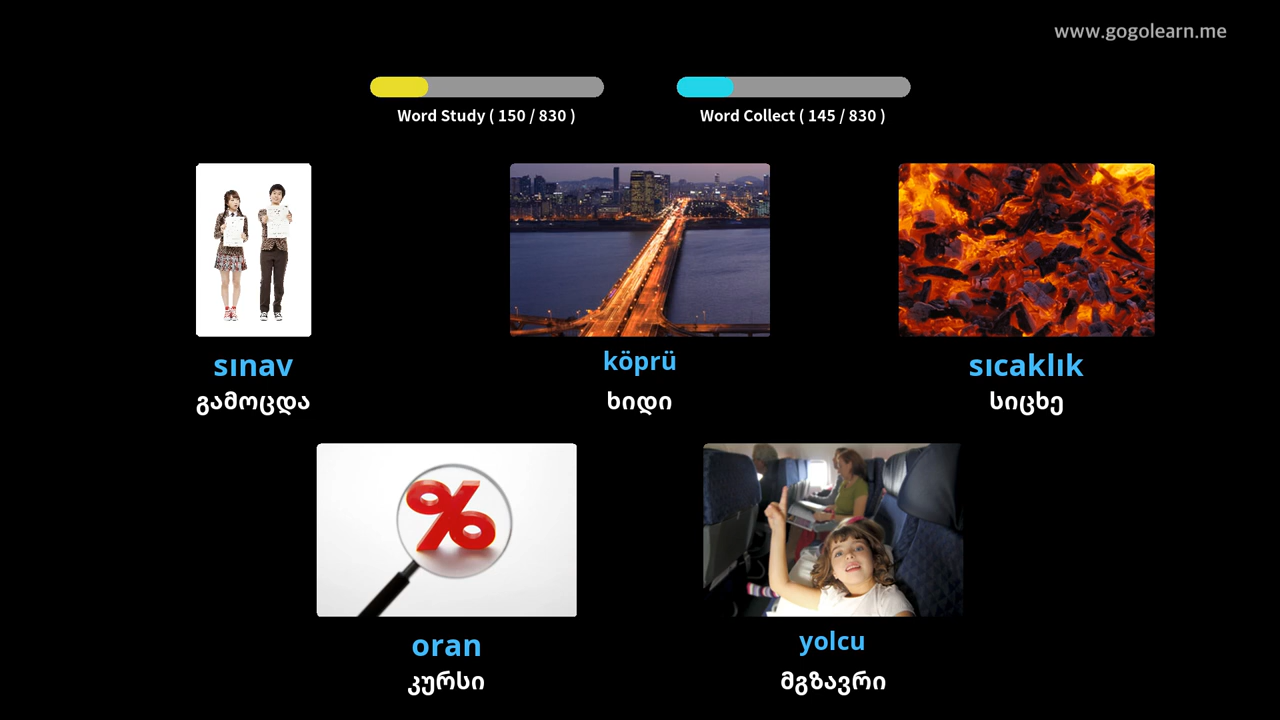 www.gogolearn.me
Word Study ( 150 / 830 )
Word Collect ( 145 / 830 )
sınav
გამოცდა
köprü
ხიდი
sıcaklık
სიცხე
oran
კურსი
yolcu
მგზავრი